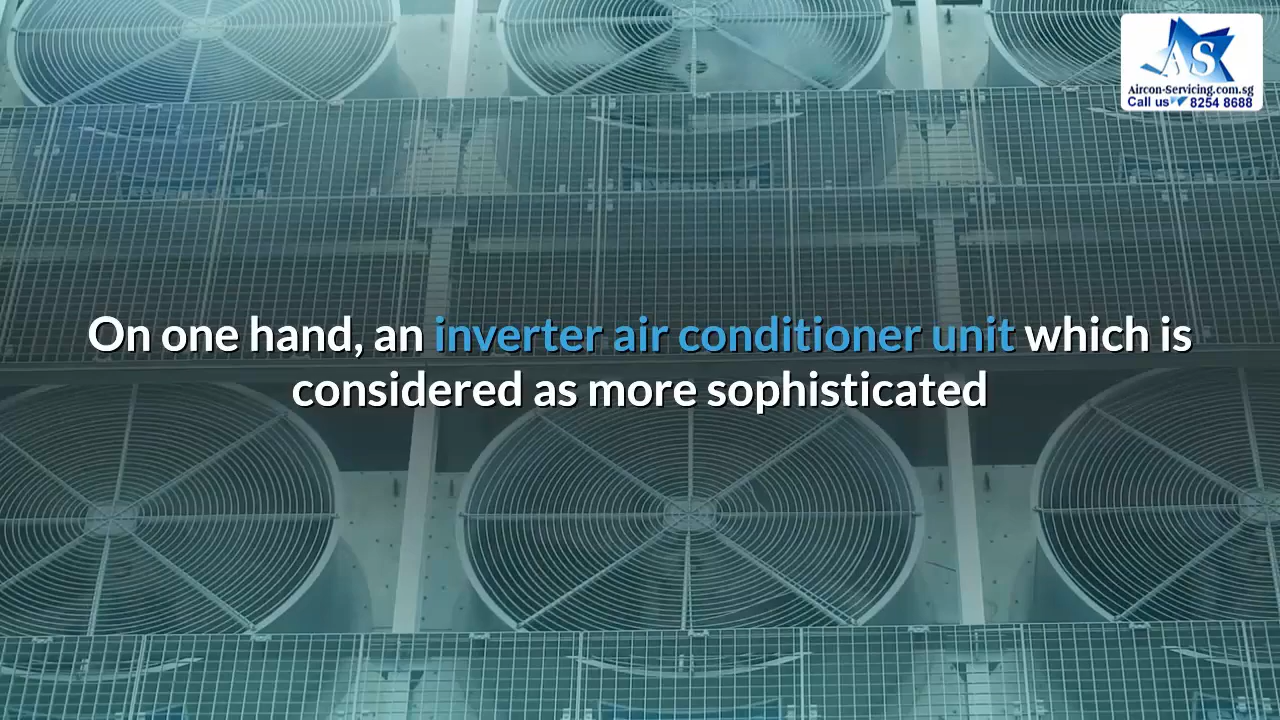 AS
Aircon-Servicing.com.sg
Call us 8254 8688
On one hand, an inverter air conditioner unit which is
considered as more sophisticated